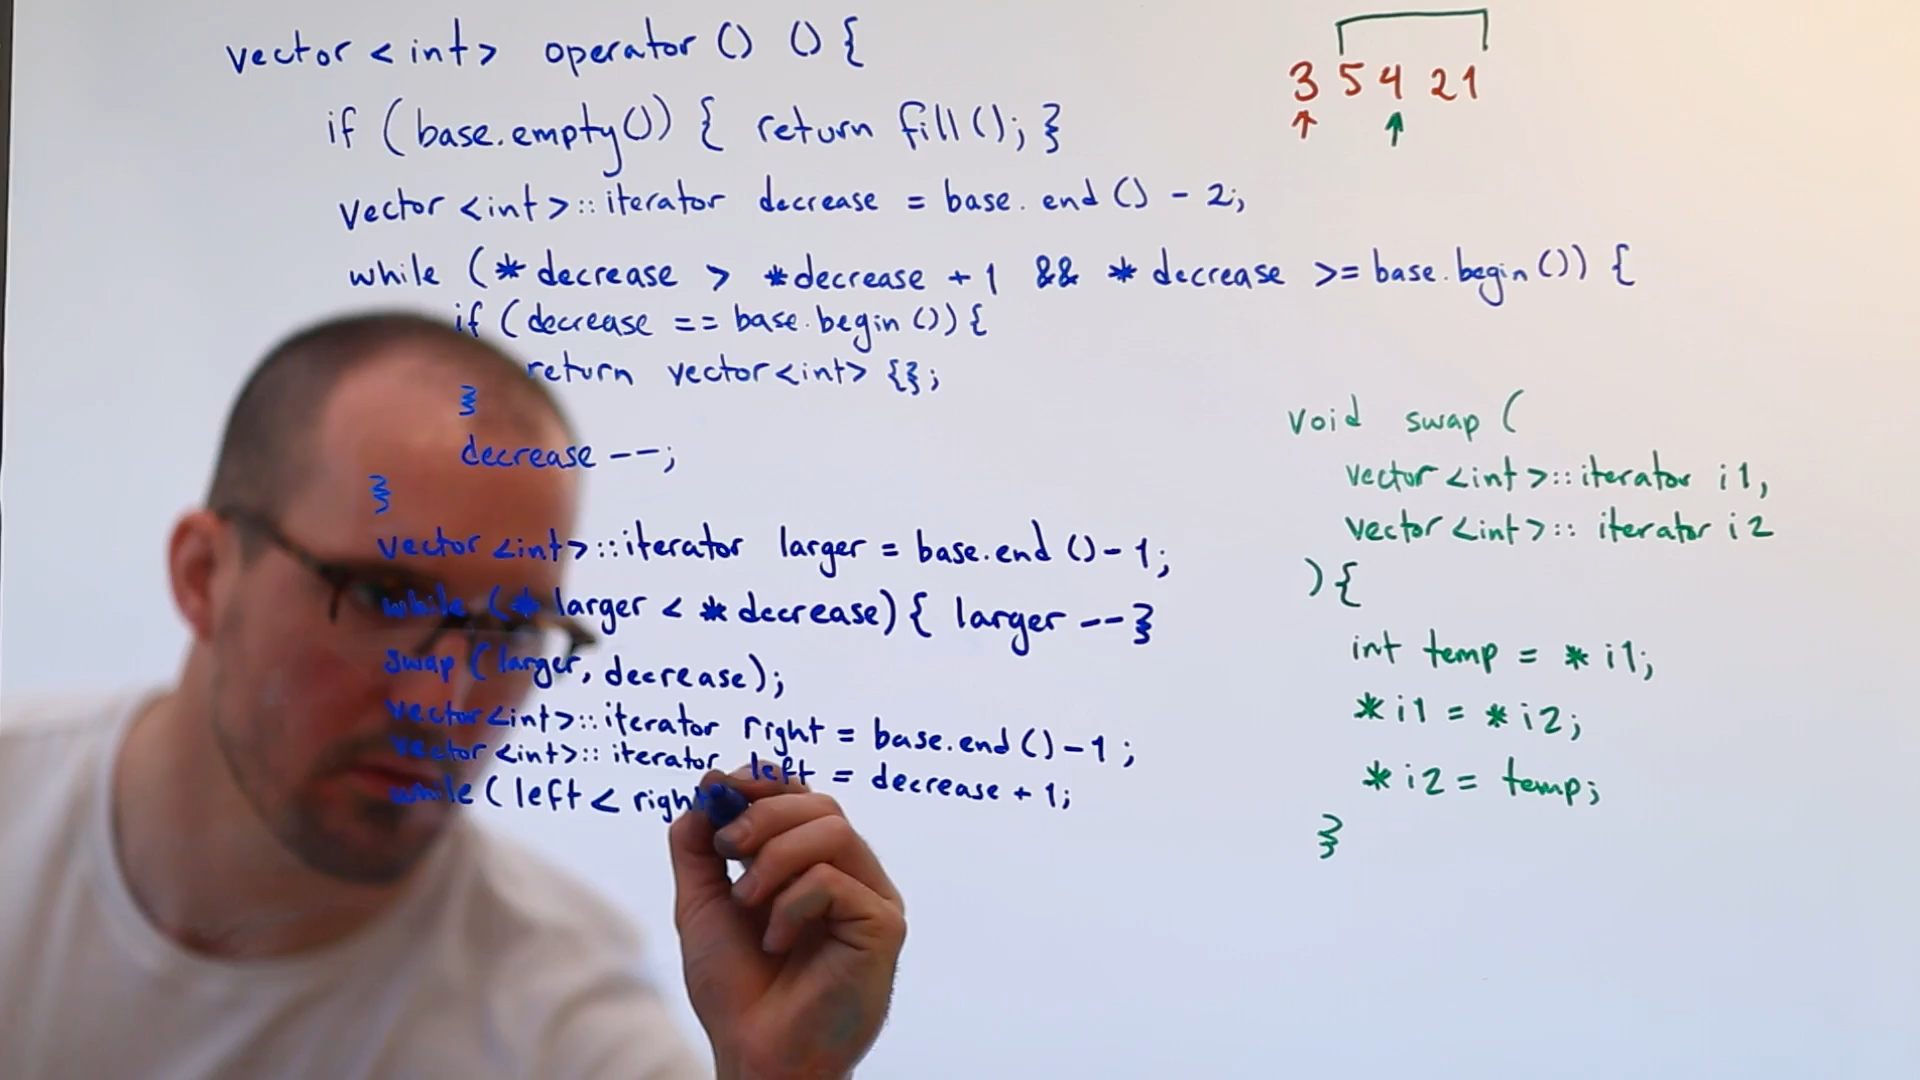 vector <int> operator () () {
if (base.empty()) { return fill(); }
vector <int>::iterator decrease = base.end () - 2;
while (* decrease > *decrease + 1 && * decrease >= base.begin ()) {
if (decrease == base.begin ()) {
return vector<int> {};
}
decrease --;
}
vector <int>::iterator larger = base.end () - 1;
while (* larger < * decrease) { larger -- }
swap (larger, decrease);
vector <int>::iterator right = base.end () - 1;
vector <int>:: iterator left = decrease + 1;
while ( left < right
3 5 4 2 1
↑ ↑
void swap (
vector <int>::iterator i1,
vector <int>:: iterator i2
) {
int temp = * i1;
* i1 = * i2;
* i2 = temp;
}